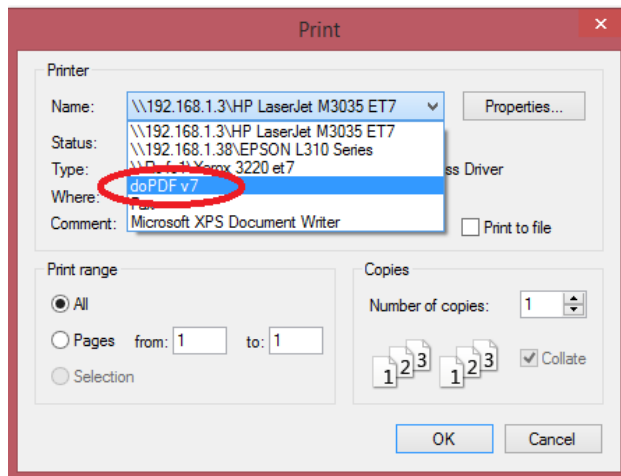 Print
Printer
Name: \\192.168.1.3\HP LaserJet M3035 ET7 Properties...
\\192.168.1.3\HP LaserJet M3035 ET7
Status: \\192.168.1.38\EPSON L310 Series
Type: Xerox 3220 et7 ss Driver
doPDF v7
Where:
Comment: Microsoft XPS Document Writer Print to file
Print range
All
Pages from: 1 to: 1
Selection
Copies
Number of copies: 1
1 2 3 1 2 3 Collate
OK Cancel